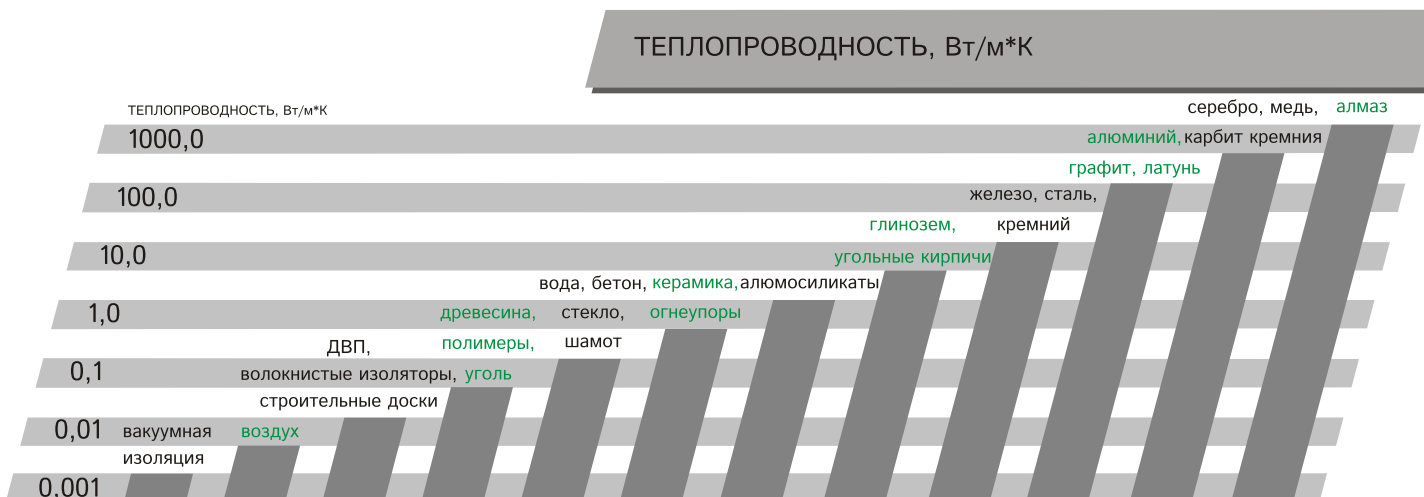 ТЕПЛОПРОВОДНОСТЬ, Вт/м*К
ТЕПЛОПРОВОДНОСТЬ, Вт/м*К
серебро, медь, алмаз
1000,0 алюминий, карбит кремния
графит, латунь
100,0 железо, сталь,
глинозем, кремний
10,0 угольные кирпичи
вода, бетон, керамика, алюмосиликаты
1,0 древесина, стекло, огнеупоры
ДВП, полимеры, шамот
0,1 волокнистые изоляторы, уголь
строительные доски
0,01 вакуумная воздух
изоляция
0,001